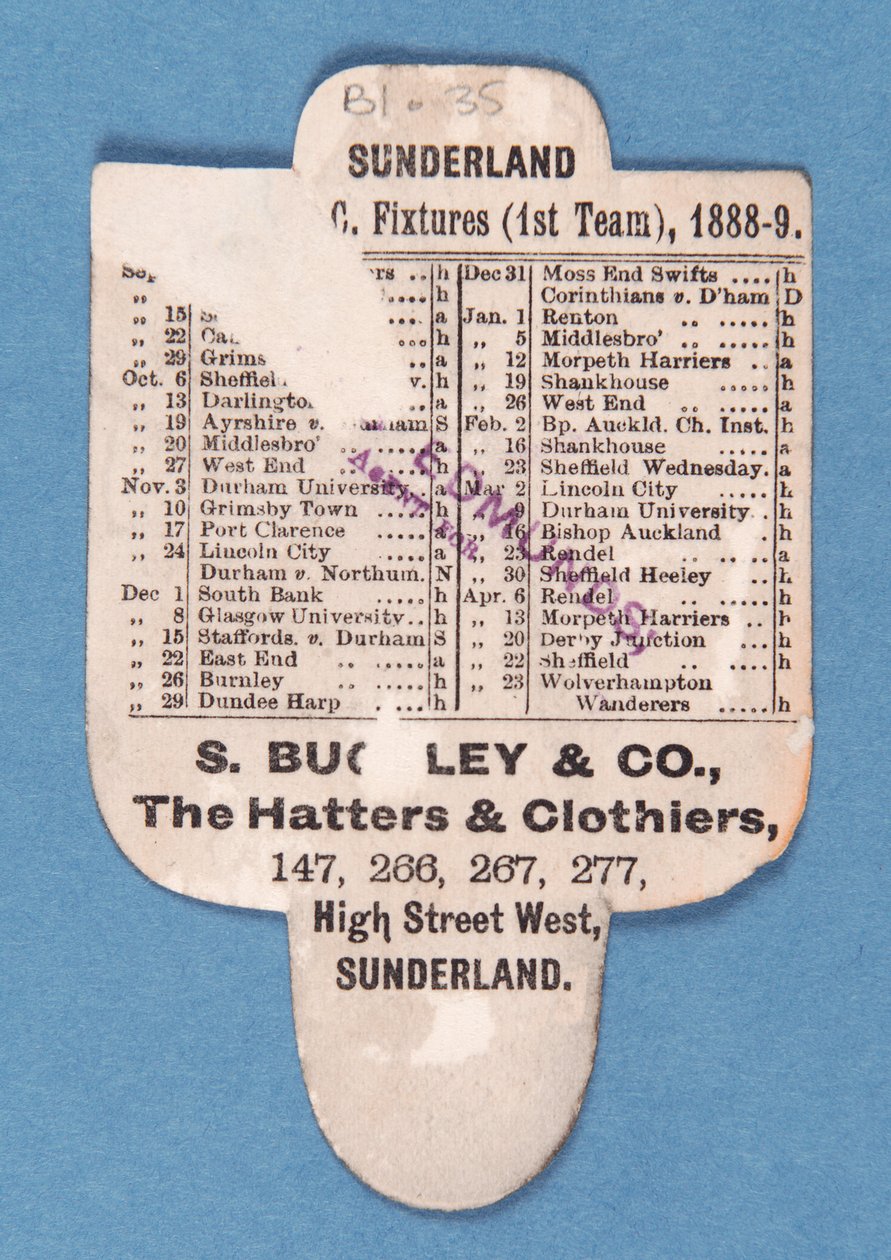 B1 . 35
SUNDERLAND
C. Fixtures (1st Team), 1888-9.
h
„ h
„ 15 a
„ 22 h
„ 29 Grims a
Oct. 6 v. h
„ 13 a
„ 19 Ayrshire v. S
„ 20 Middlesbro' a
„ 27 West End h
Nov. 3 Durham University. a
„ 10 Grimsby Town h
„ 17 Port Clarence a
„ 24 Lincoln City a
Durham v. Northum. N
Dec 1 South Bank h
„ 8 Glasgow University.. h
„ 15 Staffords. v. Durham S
„ 22 East End a
„ 26 Burnley h
„ 29 Dundee Harp h
Dec 31 Moss End Swifts h
Corinthians v. D'ham D
Jan. 1 Renton h
„ 5 Middlesbro' h
„ 12 Morpeth Harriers a
„ 19 Shankhouse h
„ 26 West End a
Feb. 2 Bp. Auckld. Ch. Inst. h
„ 16 Shankhouse a
„ 23 Sheffield Wednesday. a
Mar 2 Lincoln City h
„ 9 Durham University h
„ 16 Bishop Auckland h
„ 23 Rendel a
„ 30 Sheffield Heeley h
Apr. 6 Rendel h
„ 13 Morpeth Harriers h
„ 20 Derby Junction h
„ 22 Sheffield h
„ 23 Wolverhampton
Wanderers h
EDMUNDS,
AGENT FOR
S. BUC LEY & CO.,
The Hatters & Clothiers,
147, 266, 267, 277,
High Street West,
SUNDERLAND.